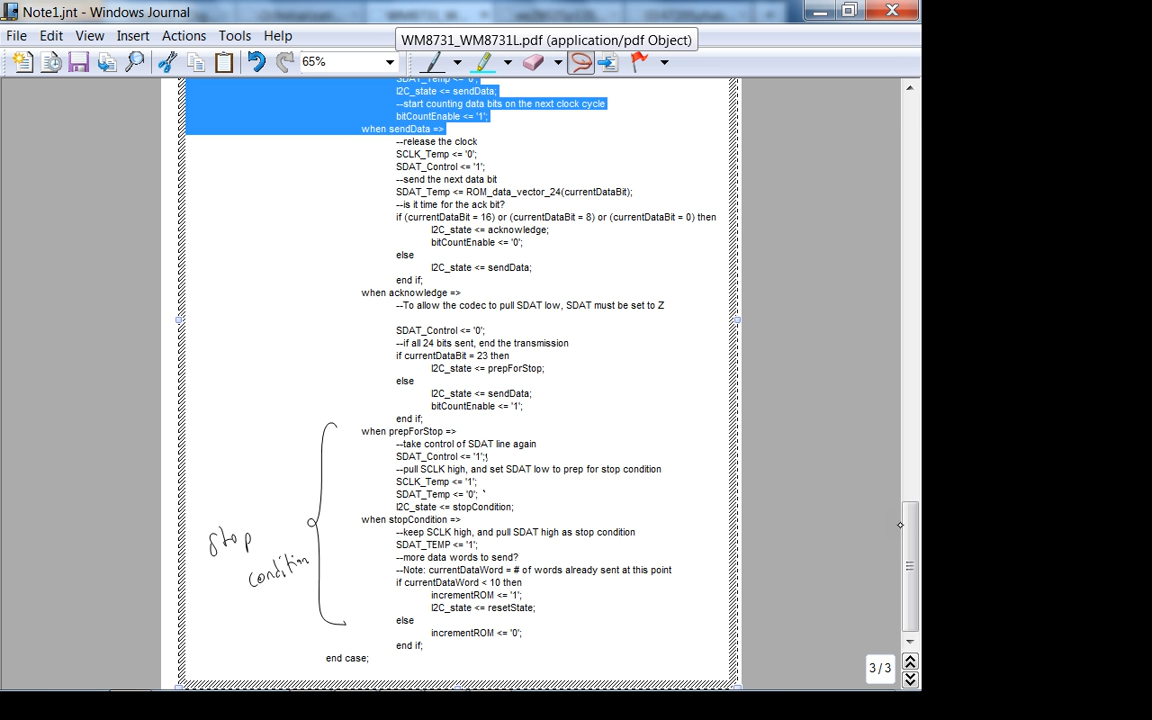 Note1.jnt - Windows Journal
File Edit View Insert Actions Tools Help
WM8731_WM8731L.pdf (application/pdf Object)
65%
SDAT_Temp <= '0';
I2C_state <= sendData;
--start counting data bits on the next clock cycle
bitCountEnable <= '1';
when sendData =>
--release the clock
SCLK_Temp <= '0';
SDAT_Control <= '1';
--send the next data bit
SDAT_Temp <= ROM_data_vector_24(currentDataBit);
--is it time for the ack bit?
if (currentDataBit = 16) or (currentDataBit = 8) or (currentDataBit = 0) then
I2C_state <= acknowledge;
bitCountEnable <= '0';
else
I2C_state <= sendData;
end if;
when acknowledge =>
--To allow the codec to pull SDAT low, SDAT must be set to Z
SDAT_Control <= '0';
--if all 24 bits sent, end the transmission
if currentDataBit = 23 then
I2C_state <= prepForStop;
else
I2C_state <= sendData;
bitCountEnable <= '1';
end if;
when prepForStop =>
--take control of SDAT line again
SDAT_Control <= '1';
--pull SCLK high, and set SDAT low to prep for stop condition
SCLK_Temp <= '1';
SDAT_Temp <= '0';
I2C_state <= stopCondition;
when stopCondition =>
--keep SCLK high, and pull SDAT high as stop condition
SDAT_TEMP <= '1';
--more data words to send?
--Note: currentDataWord = # of words already sent at this point
if currentDataWord < 10 then
incrementROM <= '1';
I2C_state <= resetState;
else
incrementROM <= '0';
end if;
end case;
Stop
condition
3 / 3